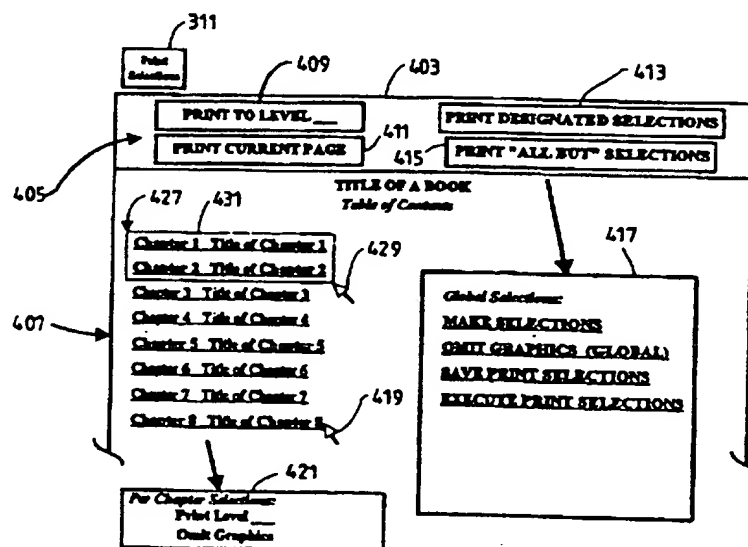 311
Print
Selections
409
403
413
PRINT TO LEVEL ___
PRINT DESIGNATED SELECTIONS
411
PRINT CURRENT PAGE
415
PRINT "ALL BUT" SELECTIONS
405
TITLE OF A BOOK
Table of Contents
427
431
417
Chapter 1 Title of Chapter 1
Chapter 2 Title of Chapter 2
429
Chapter 3 Title of Chapter 3
Chapter 4 Title of Chapter 4
Chapter 5 Title of Chapter 5
Chapter 6 Title of Chapter 6
Chapter 7 Title of Chapter 7
Chapter 8 Title of Chapter 8
407
419
Global Selections:
MAKE SELECTIONS
OMIT GRAPHICS (GLOBAL)
SAVE PRINT SELECTIONS
EXECUTE PRINT SELECTIONS
421
Per Chapter Selections:
Print Level ___
Omit Graphics